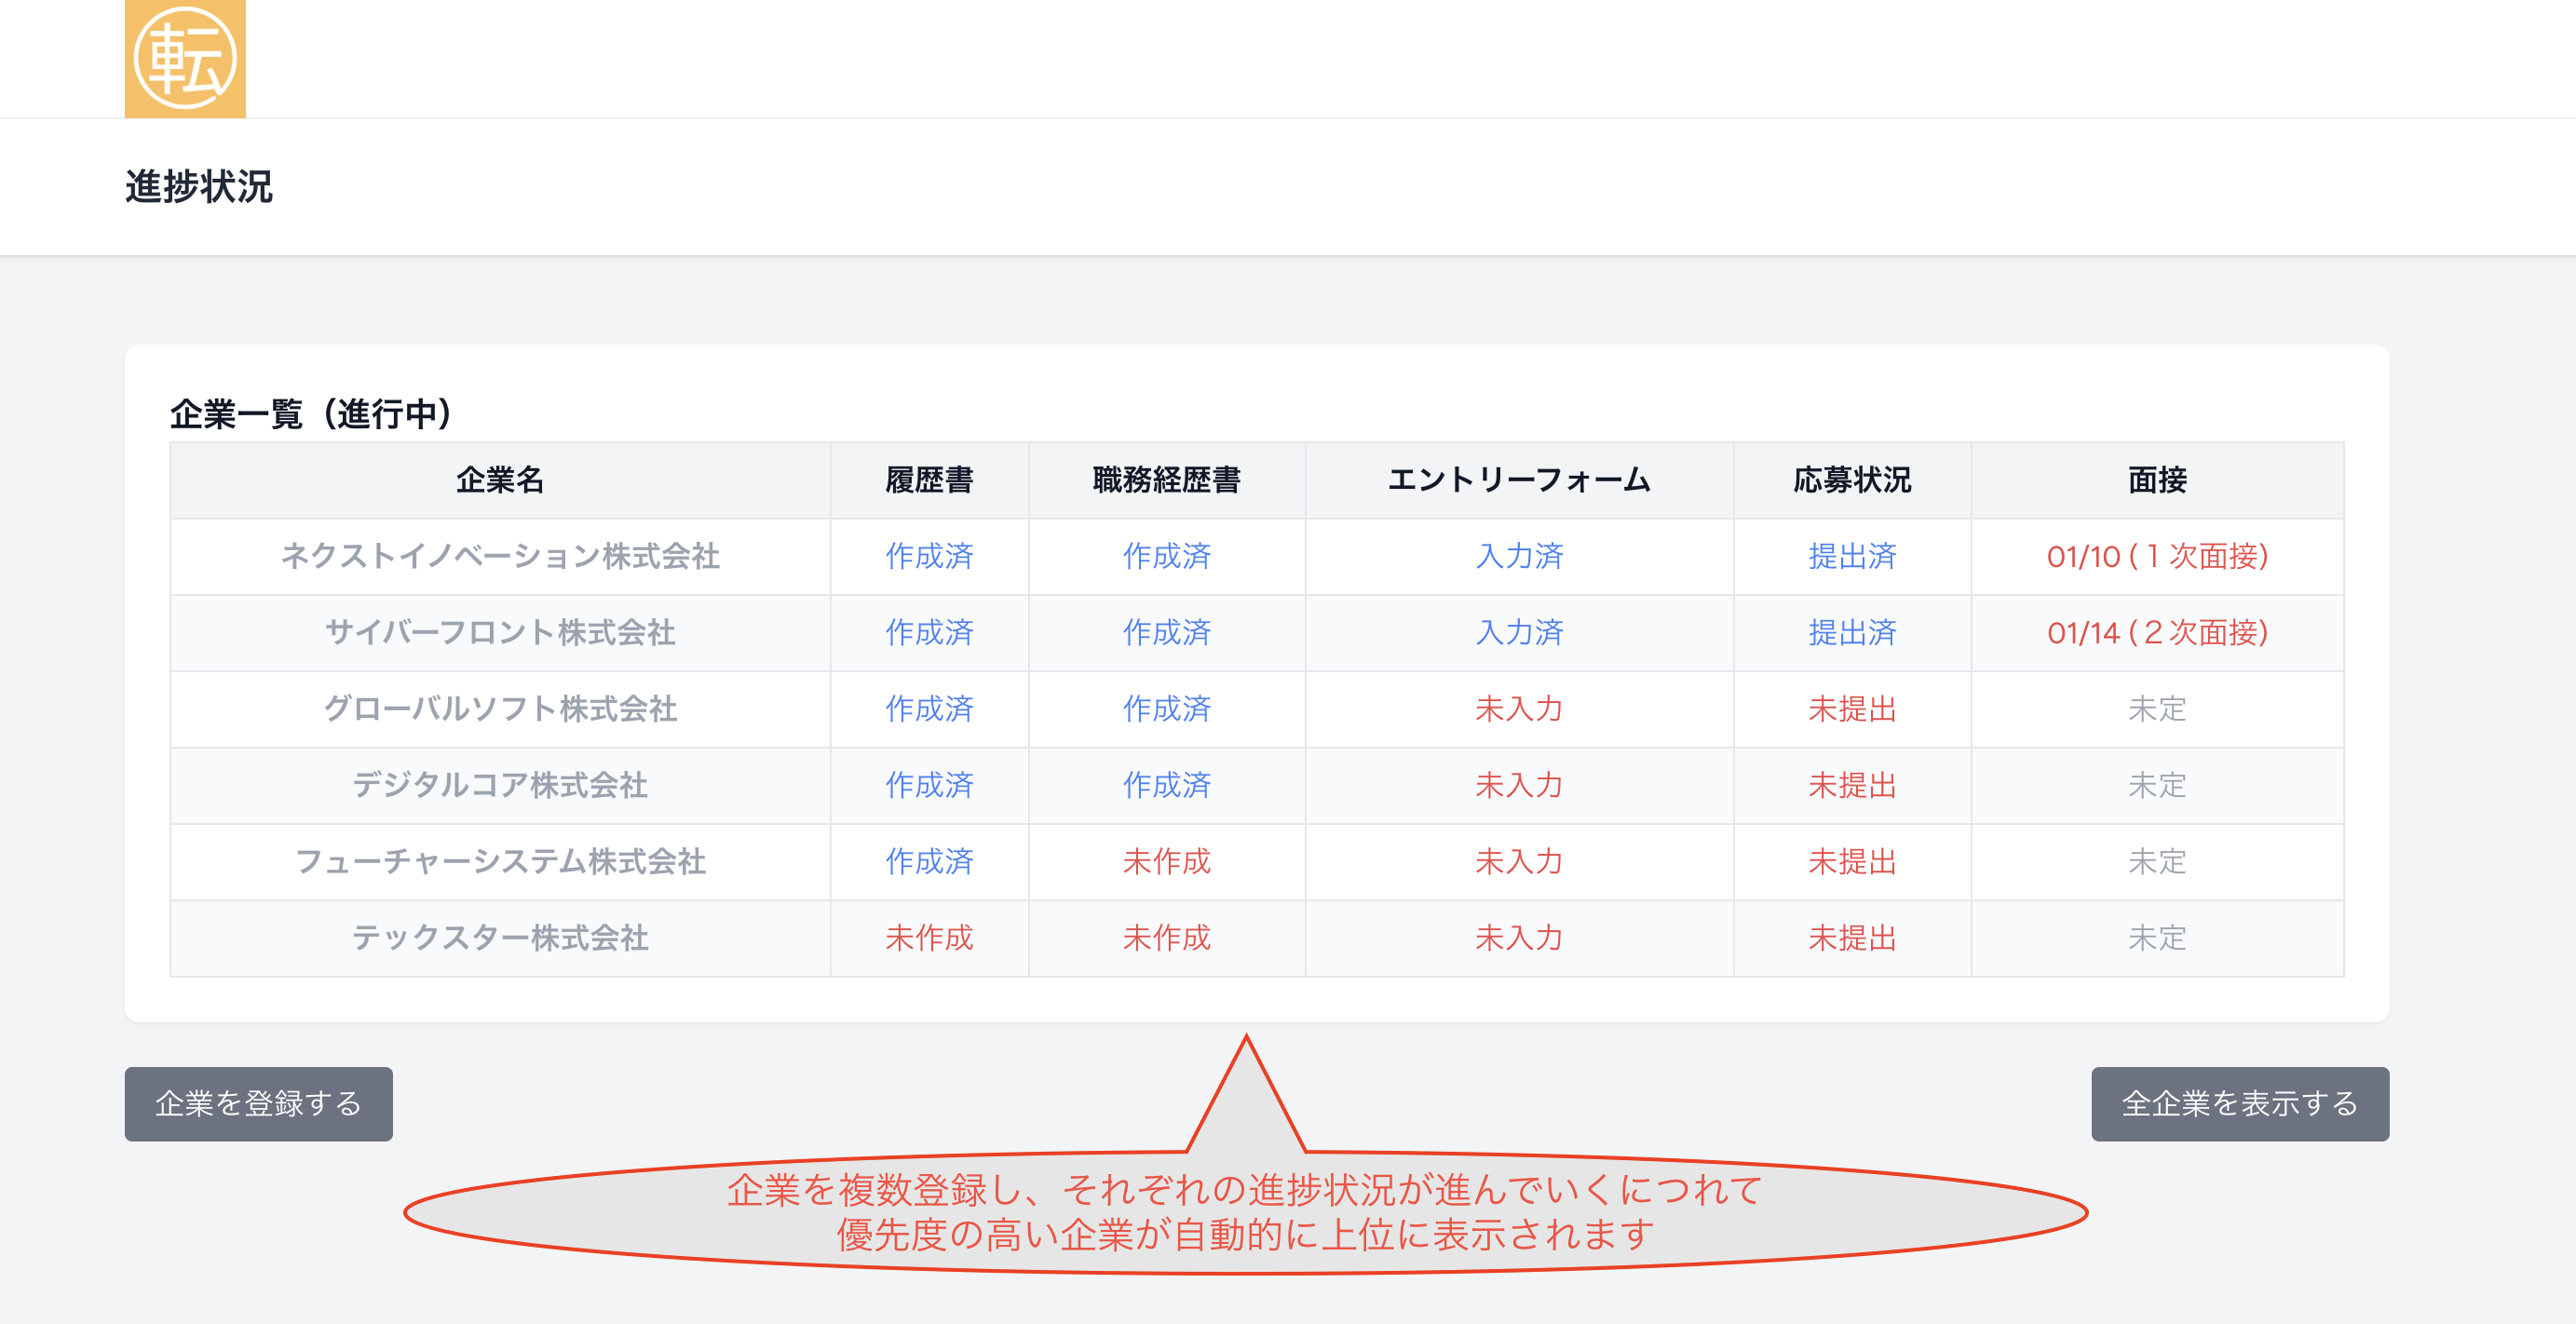 転
進捗状況
企業一覧（進行中）
企業名 履歴書 職務経歴書 エントリーフォーム 応募状況 面接
ネクストイノベーション株式会社 作成済 作成済 入力済 提出済 01/10 (１次面接)
サイバーフロント株式会社 作成済 作成済 入力済 提出済 01/14 (２次面接)
グローバルソフト株式会社 作成済 作成済 未入力 未提出 未定
デジタルコア株式会社 作成済 作成済 未入力 未提出 未定
フューチャーシステム株式会社 作成済 未作成 未入力 未提出 未定
テックスター株式会社 未作成 未作成 未入力 未提出 未定
企業を登録する 全企業を表示する
企業を複数登録し、それぞれの進捗状況が進んでいくにつれて
優先度の高い企業が自動的に上位に表示されます